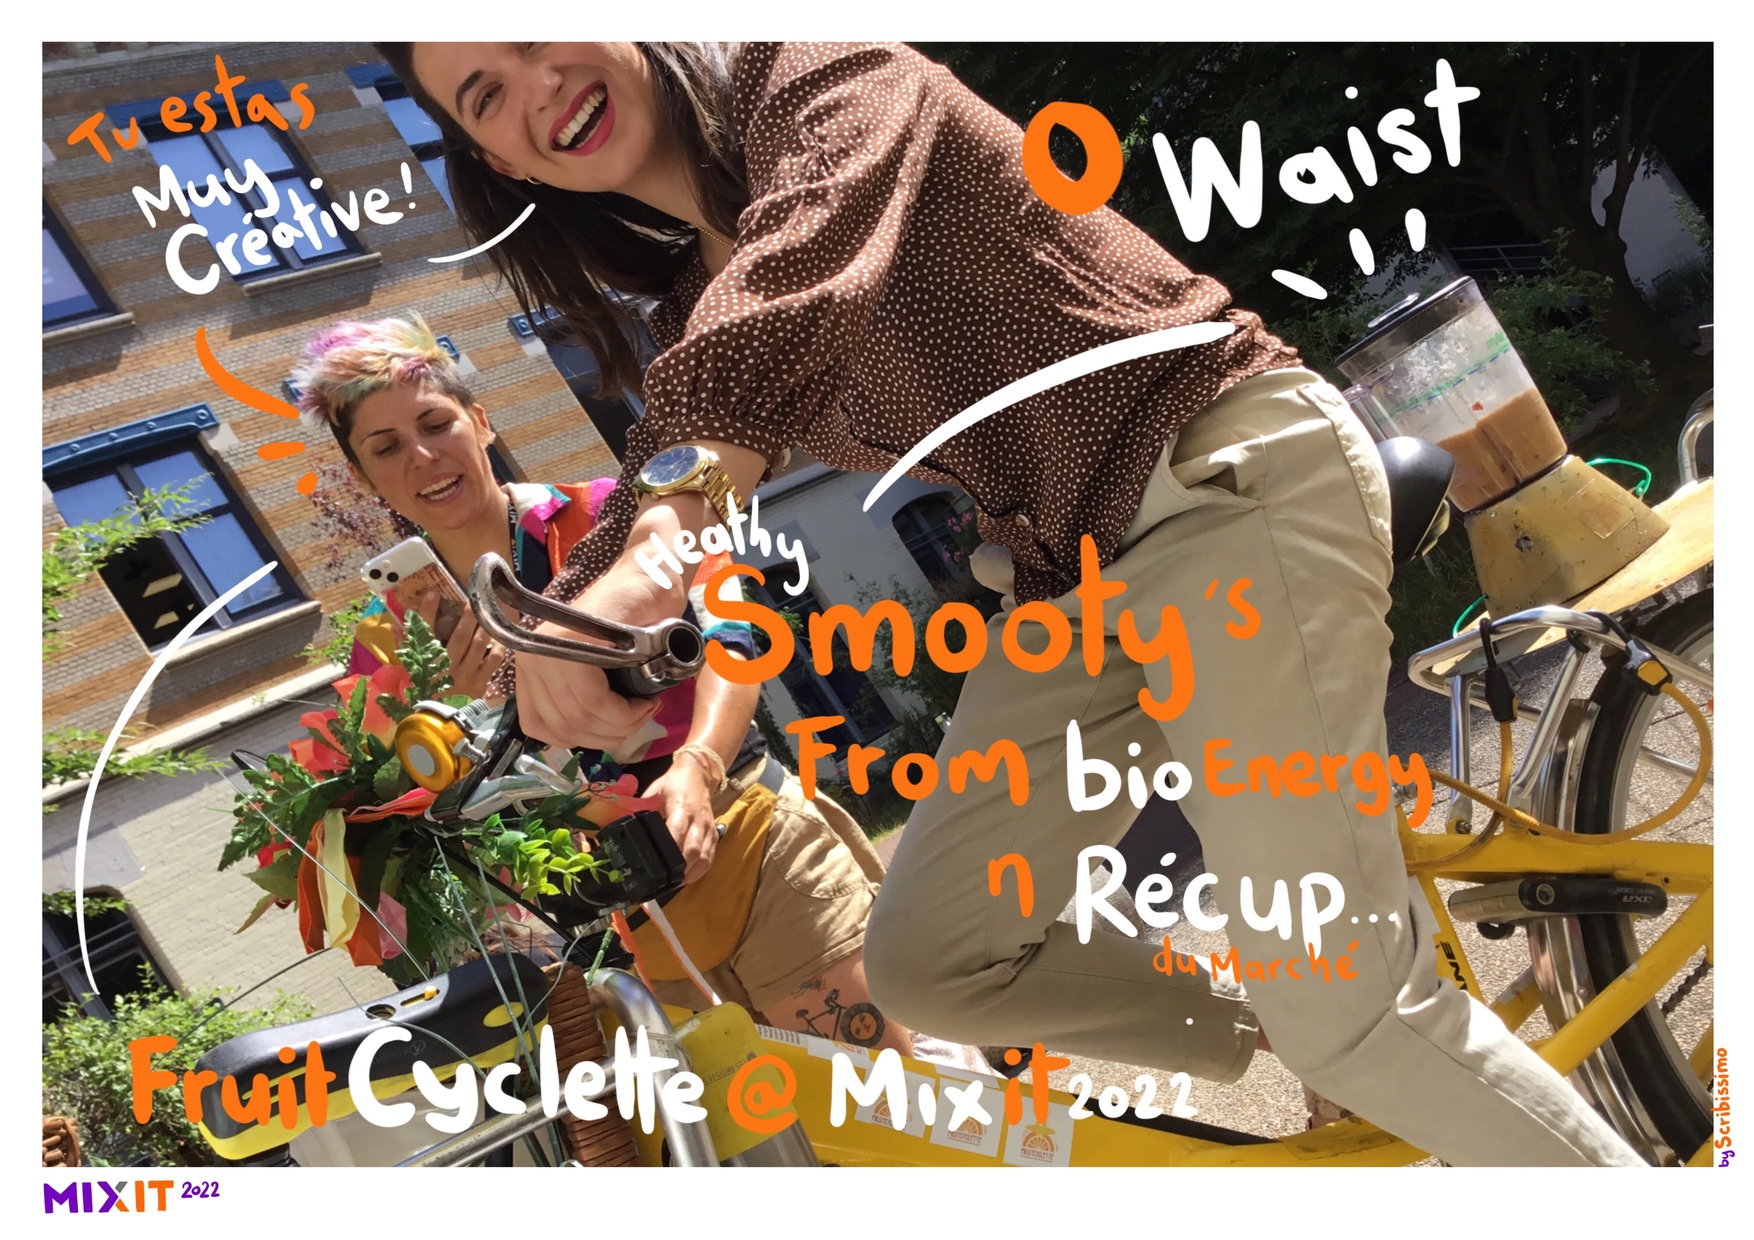 Tu estas
Muy
Créative!
O Waist
Heathy
Smooty's
From bio Energy
n Récup...
du Marché
FruitCyclette @ Mixit 2022
FRUITCYCLETTE
by Scribissimo
MIXIT 2022